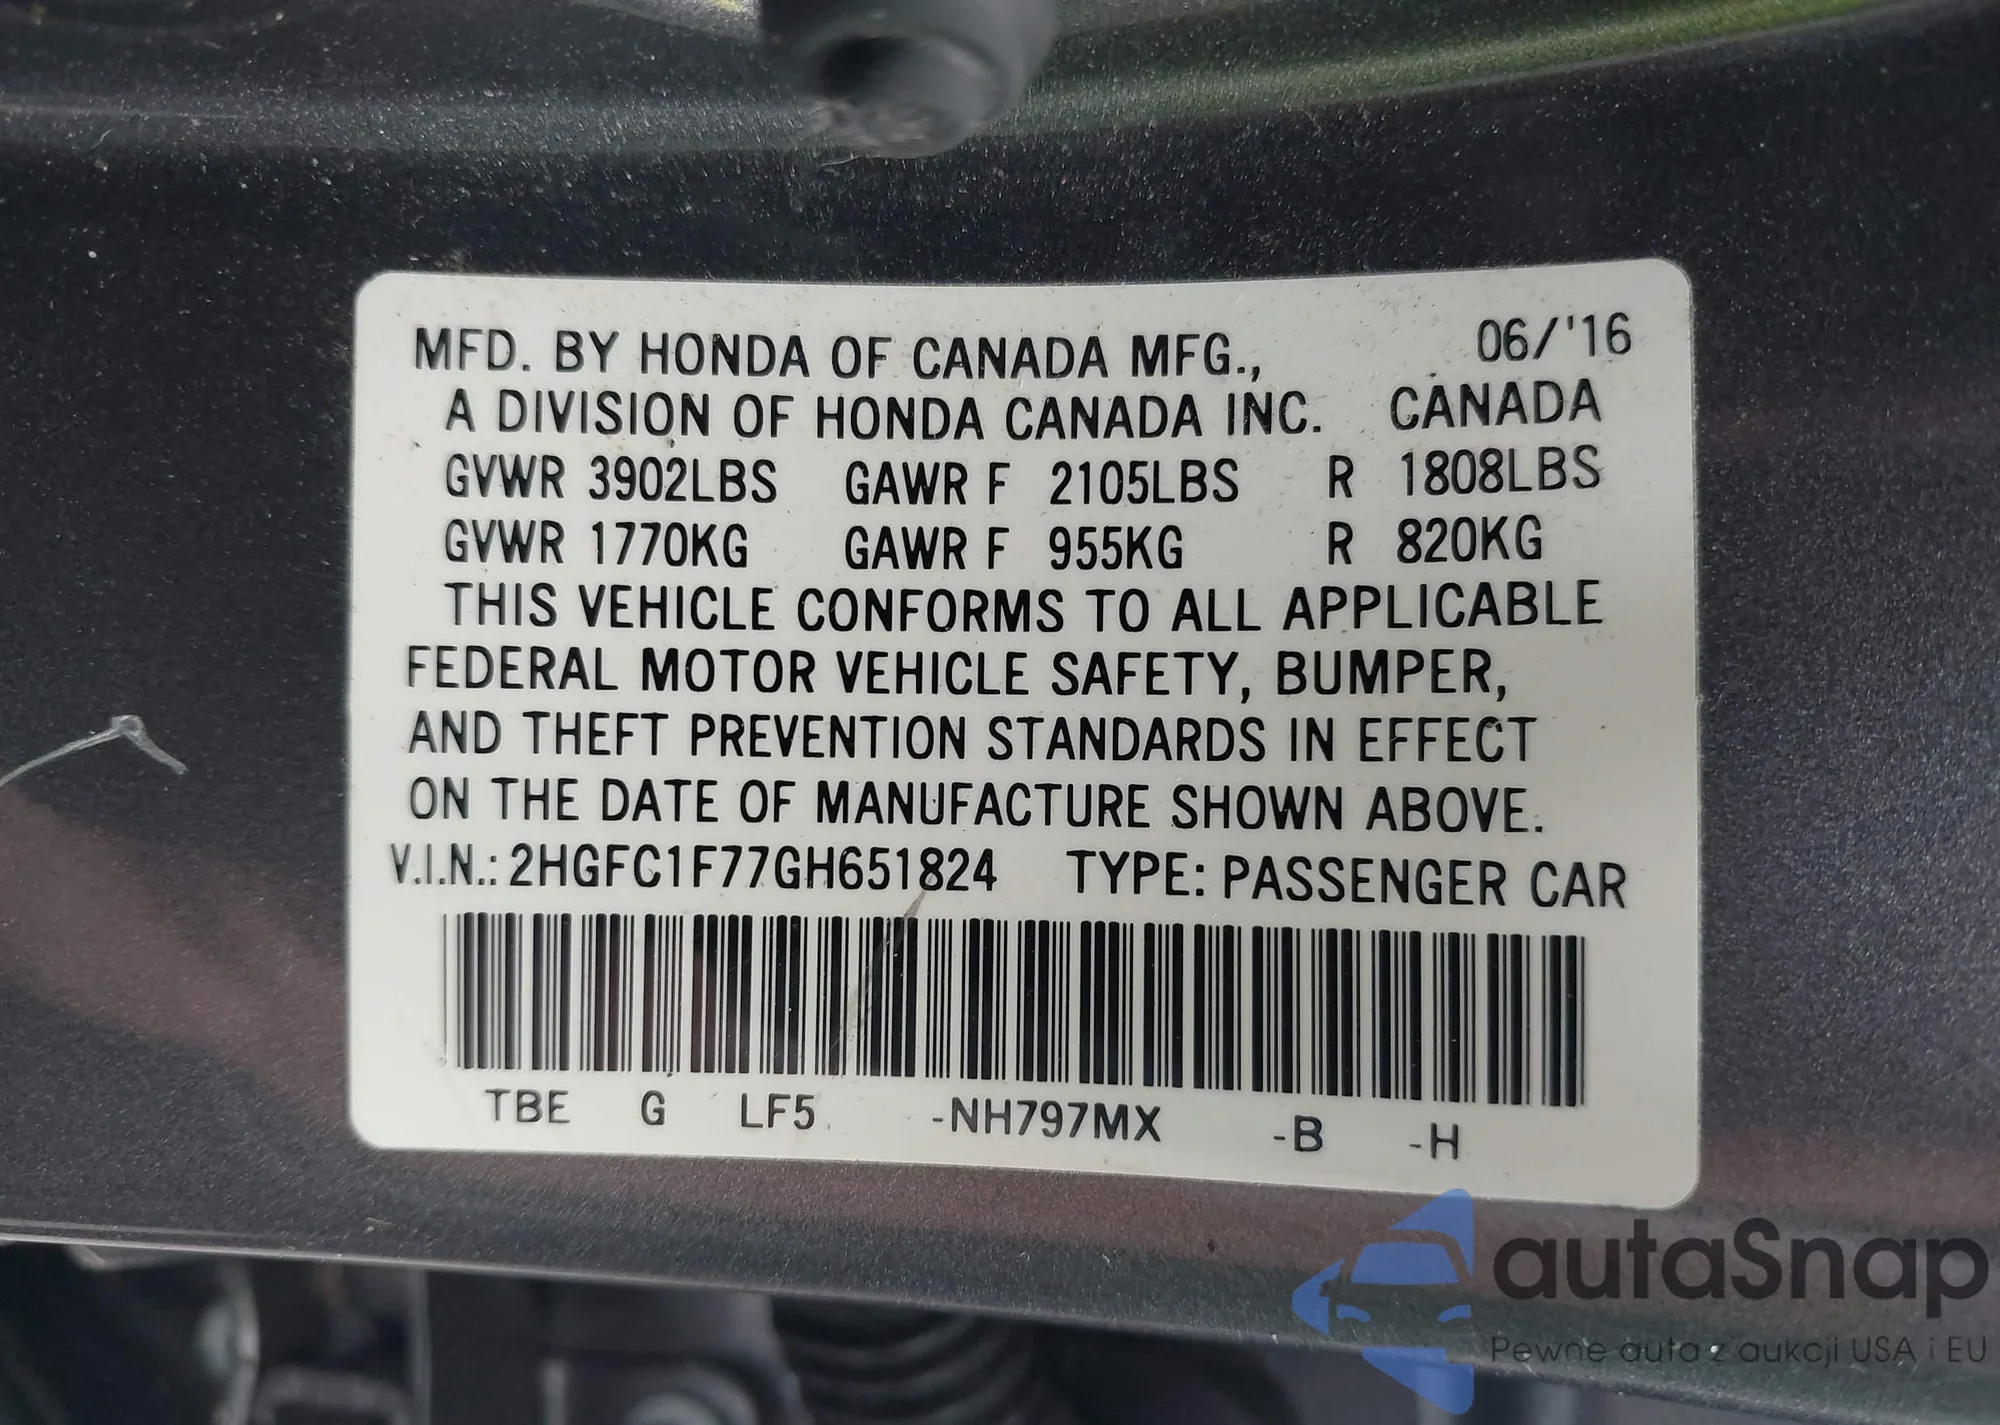 MFD. BY HONDA OF CANADA MFG., 06/'16
A DIVISION OF HONDA CANADA INC. CANADA
GVWR 3902LBS GAWR F 2105LBS R 1808LBS
GVWR 1770KG GAWR F 955KG R 820KG
THIS VEHICLE CONFORMS TO ALL APPLICABLE
FEDERAL MOTOR VEHICLE SAFETY, BUMPER,
AND THEFT PREVENTION STANDARDS IN EFFECT
ON THE DATE OF MANUFACTURE SHOWN ABOVE.
V.I.N.: 2HGFC1F77GH651824 TYPE: PASSENGER CAR
TBE G LF5 -NH797MX -B -H
autaSnap
Pewne auta z aukcji USA i EU